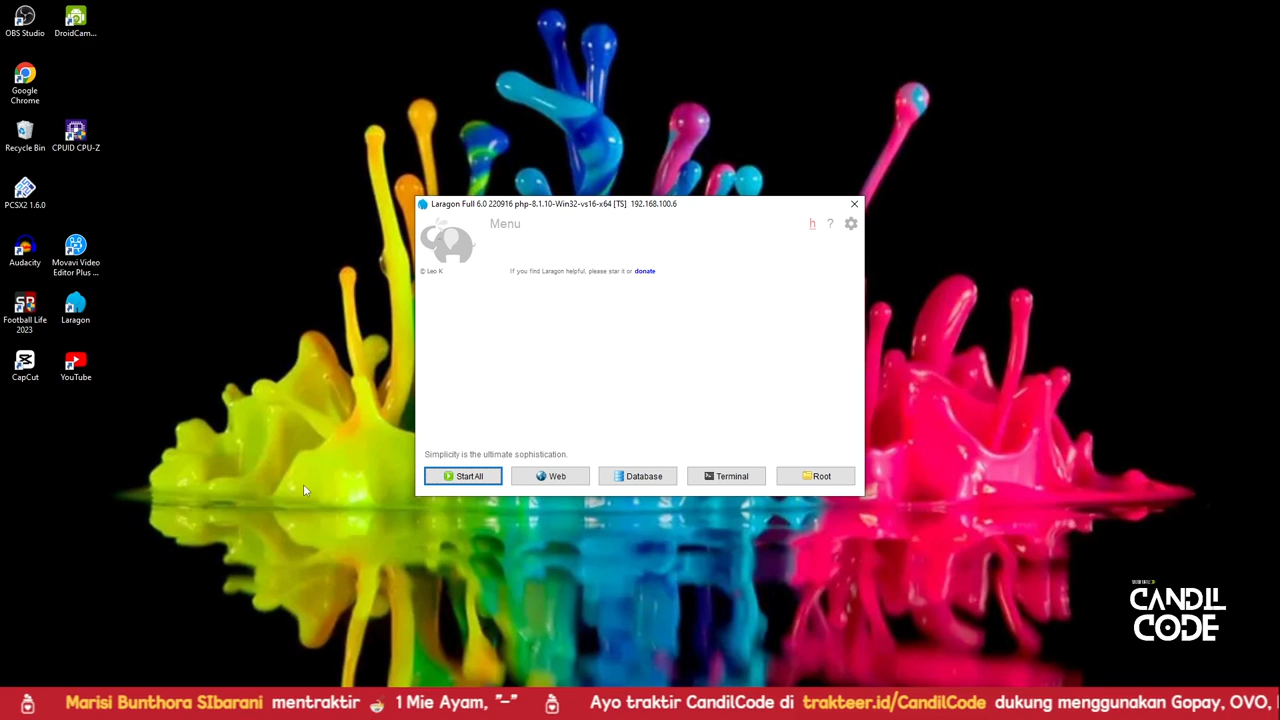 OBS Studio
DroidCam...
Google
Chrome
Recycle Bin
CPUID CPU-Z
PCSX2 1.6.0
Audacity
Movavi Video
Editor Plus ...
Football Life
2023
Laragon
CapCut
YouTube
Laragon Full 6.0 220916 php-8.1.10-Win32-vs16-x64 [TS] 192.168.100.6
Menu
h ?
© Leo K
If you find Laragon helpful, please star it or donate
Simplicity is the ultimate sophistication.
Start All
Web
Database
Terminal
Root
CANDIL
CODE
Marisi Bunthora SIbarani mentraktir 1 Mie Ayam, "-" Ayo traktir CandilCode di trakteer.id/CandilCode dukung menggunakan Gopay, OVO,